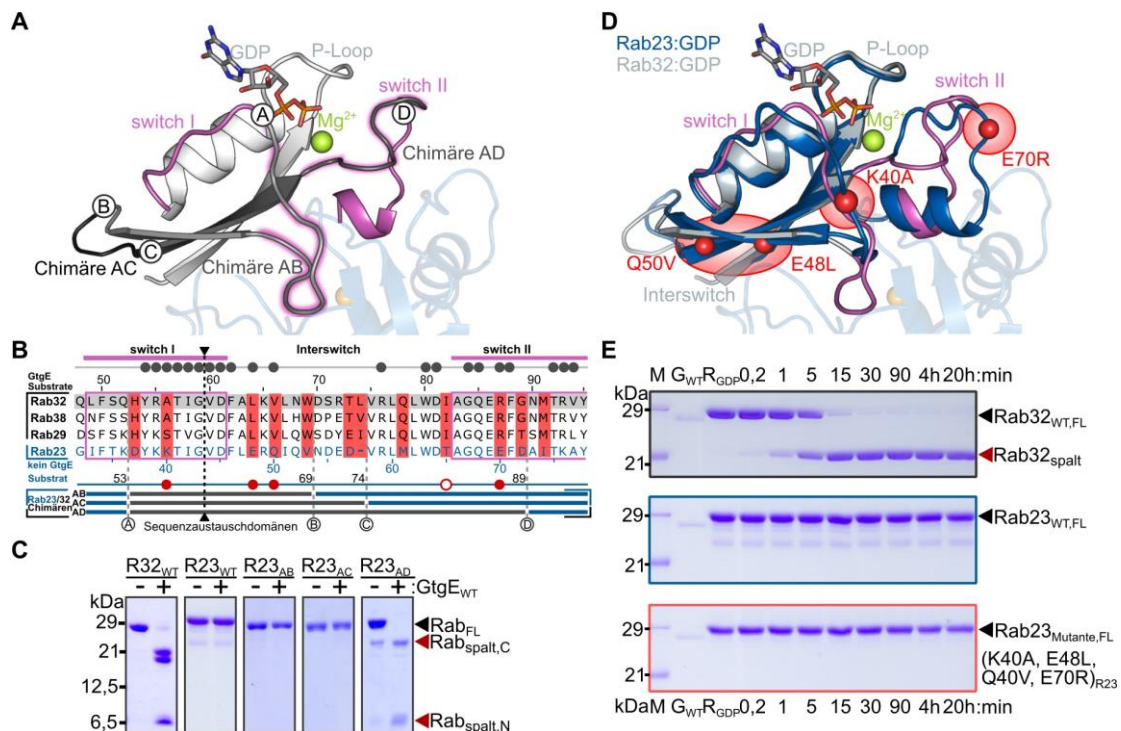 A
GDP
P-Loop
switch II
switch I
A
D
Mg2+
Chimäre AD
B
C
Chimäre AC
Chimäre AB
B
switch I
Interswitch
switch II
GtgE
Substrate
50 60 70 80 90
Rab32 QLFSQHYRATIGVDFALKVLNWDSRTLVRLQLWDIAGQERFGNMTRVY
Rab38 HNFSSHYRATIGVDFALKVLHWDPETVVRLQLWDIAGQERFGNMTRVY
Rab29 DSFSKHYKSTVGVDFALKVLQWSDYEIVRLQLWDIAGQERFTSMTRLY
Rab23 GIFTKDYKKTIGVDFLERQIQVNDED-VRLMLWDTAGQEEFDAITKAY
kein GtgE
Substrat
40 50 60 70
53 69 74 89
Rab23/32
Chimären
AB
AC
AD
A Sequenzaustauschdomänen B C D
C
R32WT R23WT R23AB R23AC R23AD
- + - + - + - + - + :GtgEWT
kDa
29
21
12,5
6,5
RabFL
Rabspalt,C
Rabspalt,N
D
Rab23:GDP
Rab32:GDP
GDP
P-Loop
switch II
switch I
Mg2+
E70R
K40A
Q50V
E48L
Interswitch
E
M GWT RGDP 0,2 1 5 15 30 90 4h 20h :min
kDa
29
21
Rab32WT,FL
Rab32spalt
29
21
Rab23WT,FL
29
21
Rab23Mutante,FL
(K40A, E48L,
Q40V, E70R)R23
kDa M GWT RGDP 0,2 1 5 15 30 90 4h 20h :min